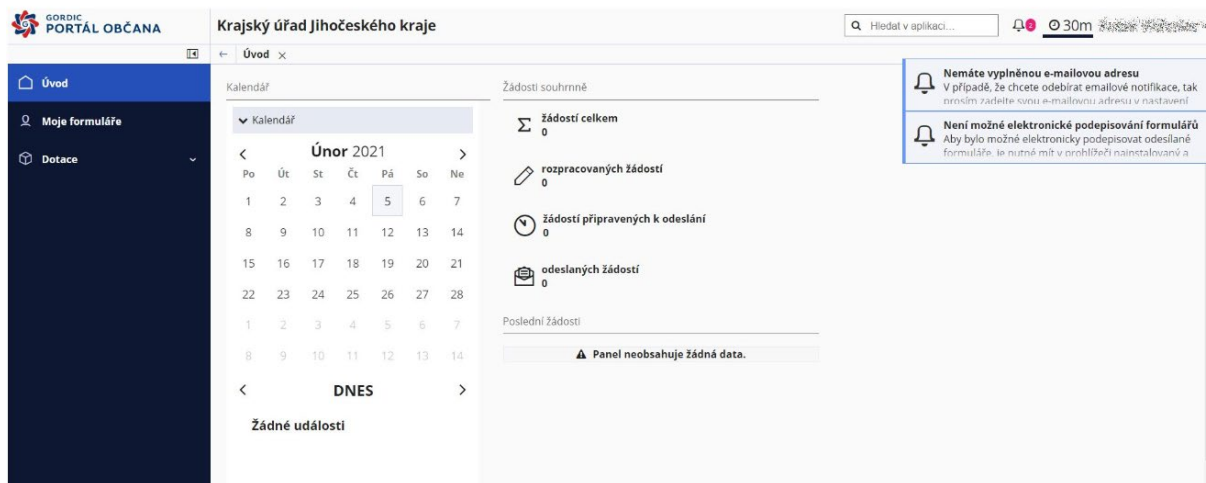 GORDIC
PORTÁL OBČANA
Krajský úřad Jihočeského kraje
Hledat v aplikaci...
2
30m
← Úvod ×
Úvod
Moje formuláře
Dotace
Kalendář
Kalendář
Únor 2021
Po Út St Čt Pá So Ne
1 2 3 4 5 6 7
8 9 10 11 12 13 14
15 16 17 18 19 20 21
22 23 24 25 26 27 28
1 2 3 4 5 6 7
8 9 10 11 12 13 14
DNES
Žádné události
Žádosti souhrnně
žádostí celkem
0
rozpracovaných žádostí
0
žádostí připravených k odeslání
0
odeslaných žádostí
0
Poslední žádosti
Panel neobsahuje žádná data.
Nemáte vyplněnou e-mailovou adresu
V případě, že chcete odebírat emailové notifikace, tak
prosím zadejte svou e-mailovou adresu v nastavení
Není možné elektronické podepisování formulářů
Aby bylo možné elektronicky podepisovat odesílané
formuláře, je nutné mít v prohlížeči nainstalovaný a